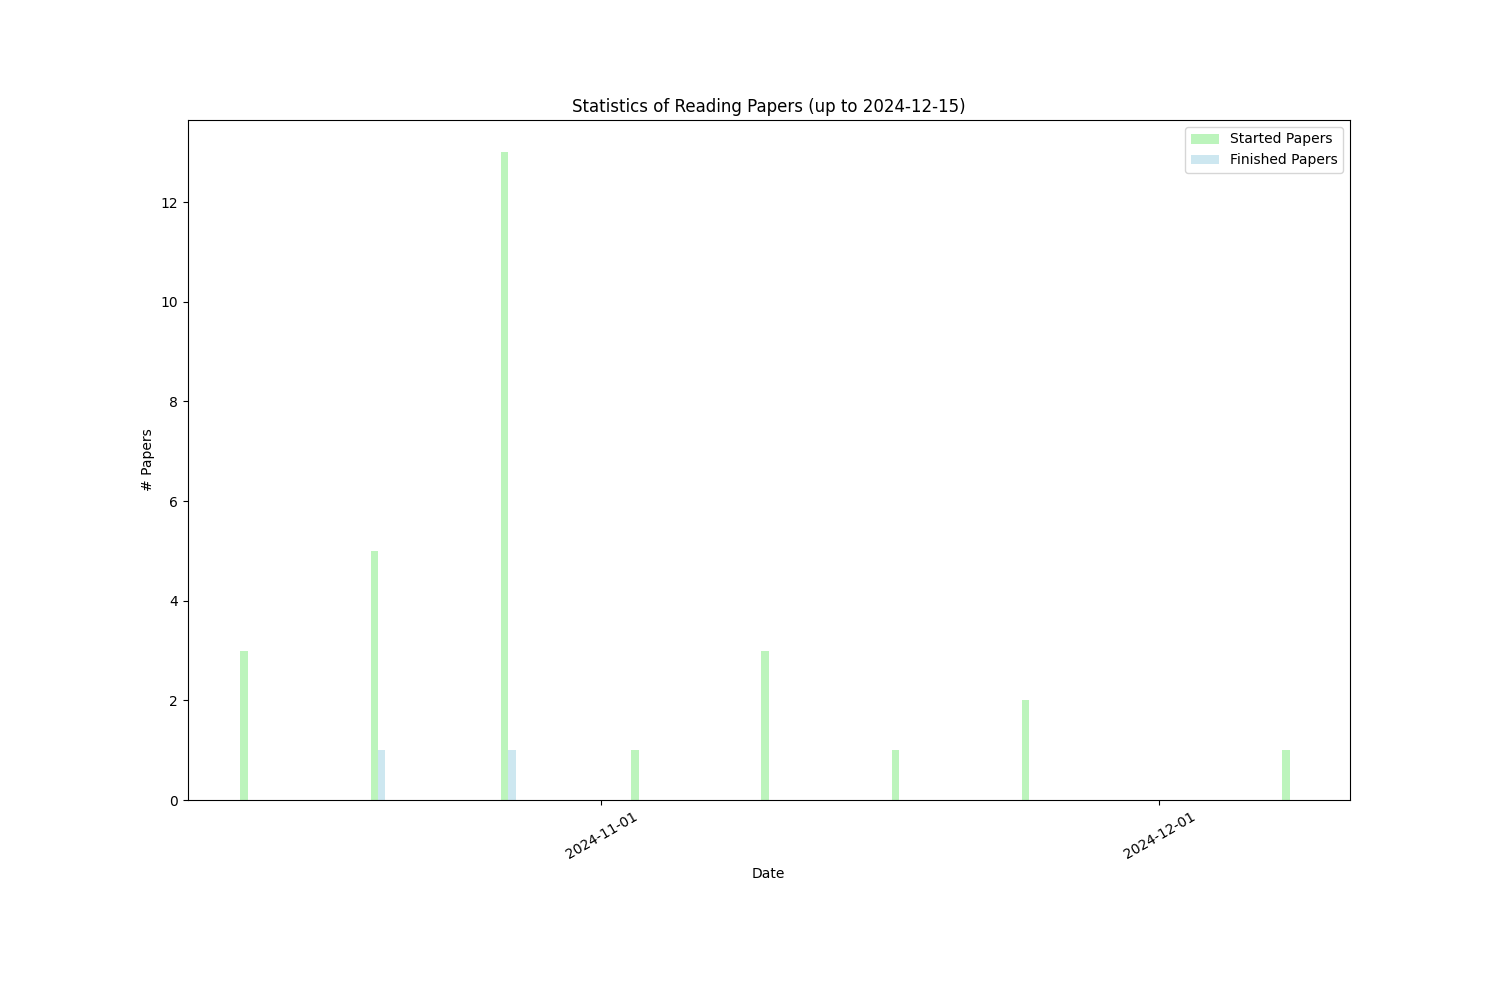 Statistics of Reading Papers (up to 2024-12-15)
Started Papers
Finished Papers
12
10
8
6
4
2
0
# Papers
2024-11-01
2024-12-01
Date